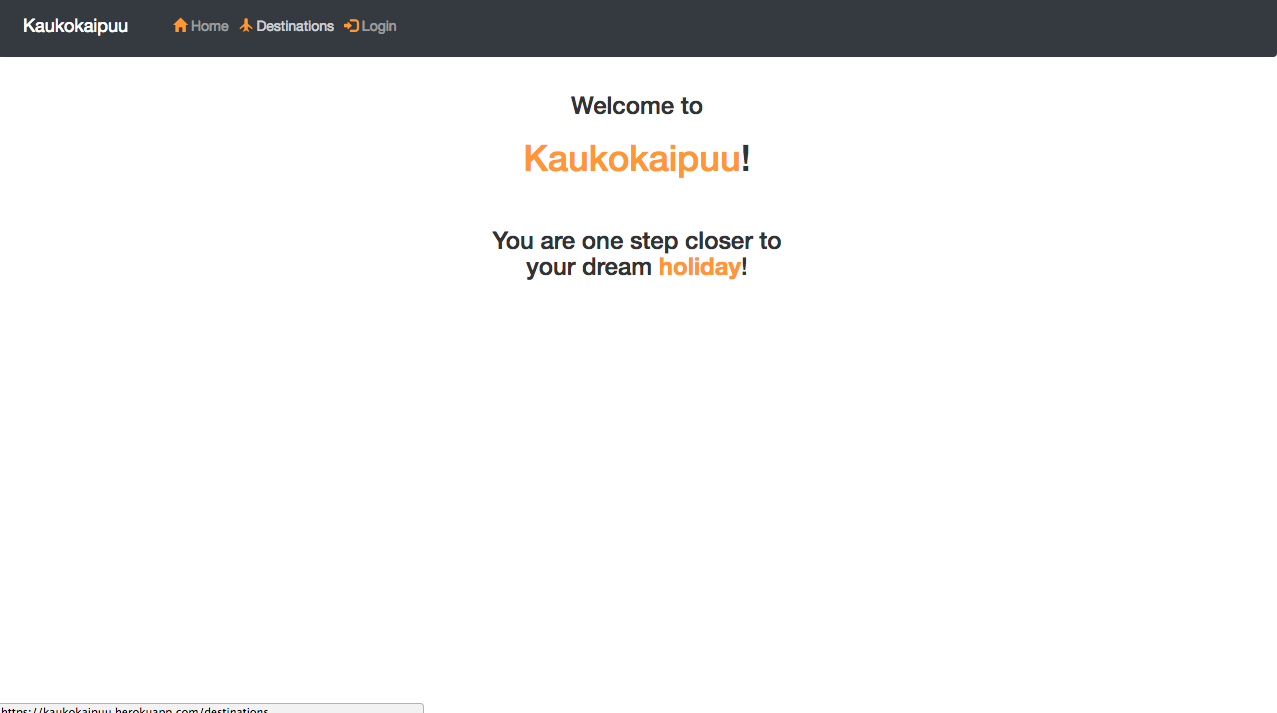 Kaukokaipuu Home Destinations Login
Welcome to
Kaukokaipuu!
You are one step closer to
your dream holiday!
https://kaukokaipuu.herokuapp.com/destinations